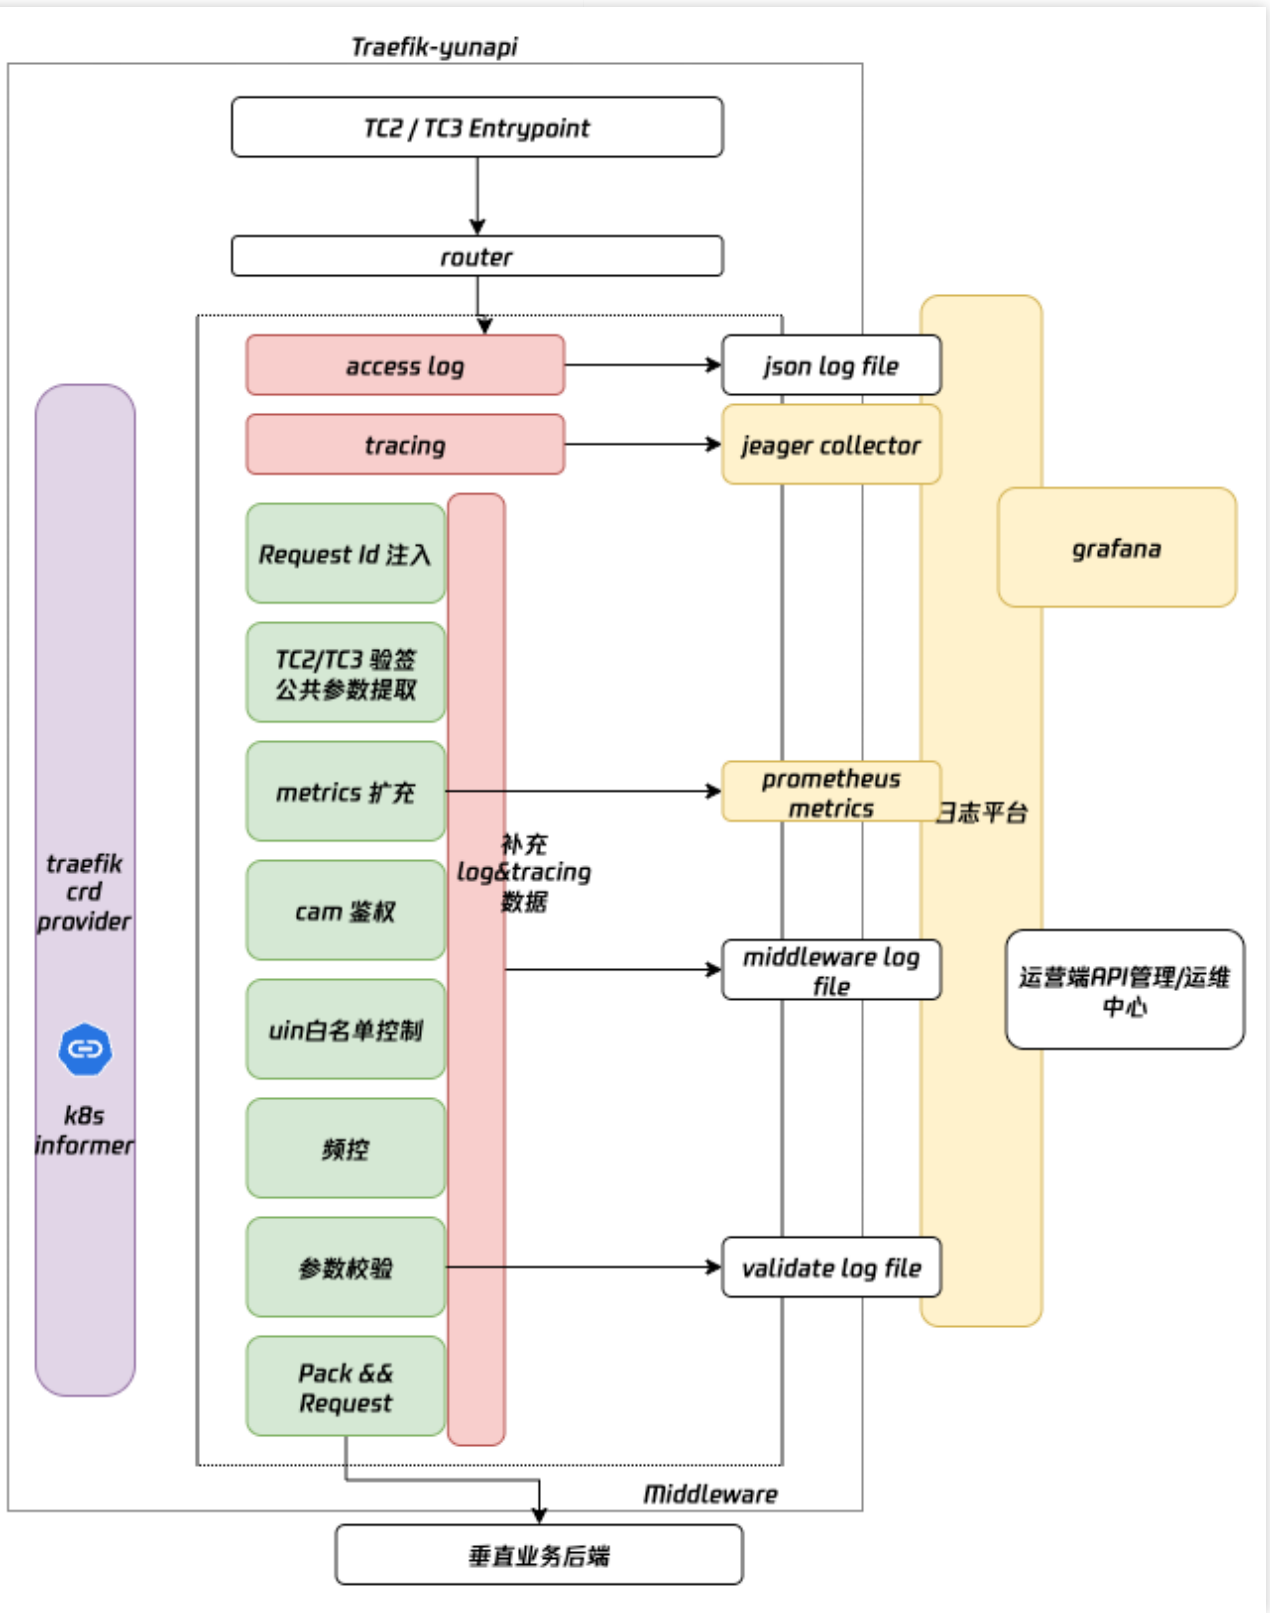 Traefik-yunapi
TC2 / TC3 Entrypoint
router
access log
json log file
tracing
jeager collector
Request Id 注入
grafana
TC2/TC3 验签
公共参数提取
metrics 扩充
prometheus
metrics
日志平台
补充
log&tracing
数据
traefik
crd
provider
cam 鉴权
middleware log
file
运营端API管理/运维
中心
uin白名单控制
k8s
informer
频控
参数校验
validate log file
Pack &&
Request
Middleware
垂直业务后端